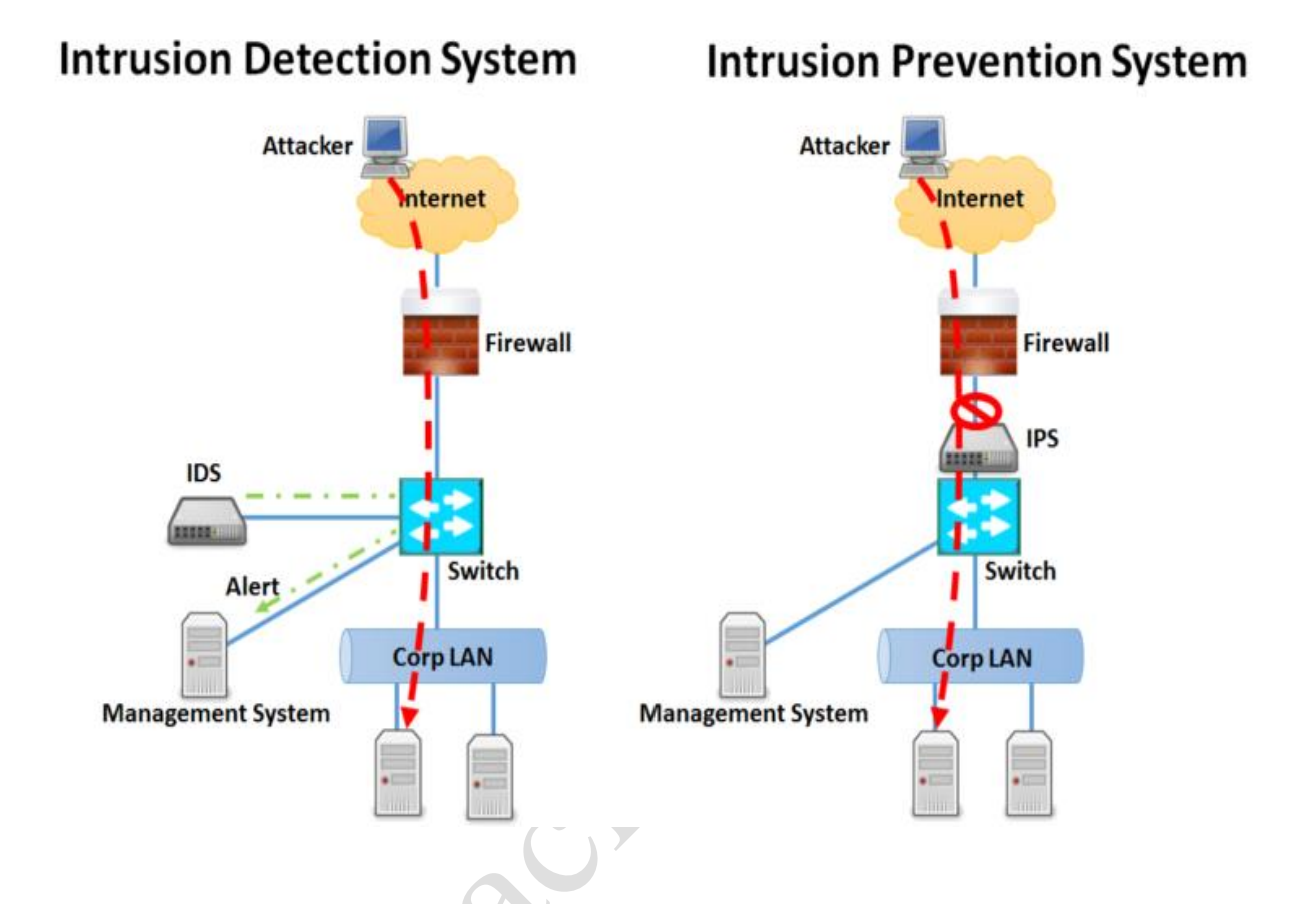 Intrusion Detection System
Attacker
Internet
Firewall
IDS
Switch
Alert
Corp LAN
Management System
Intrusion Prevention System
Attacker
Internet
Firewall
IPS
Switch
Corp LAN
Management System